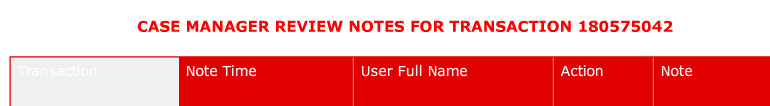 CASE MANAGER REVIEW NOTES FOR TRANSACTION 180575042
Transaction Note Time User Full Name Action Note